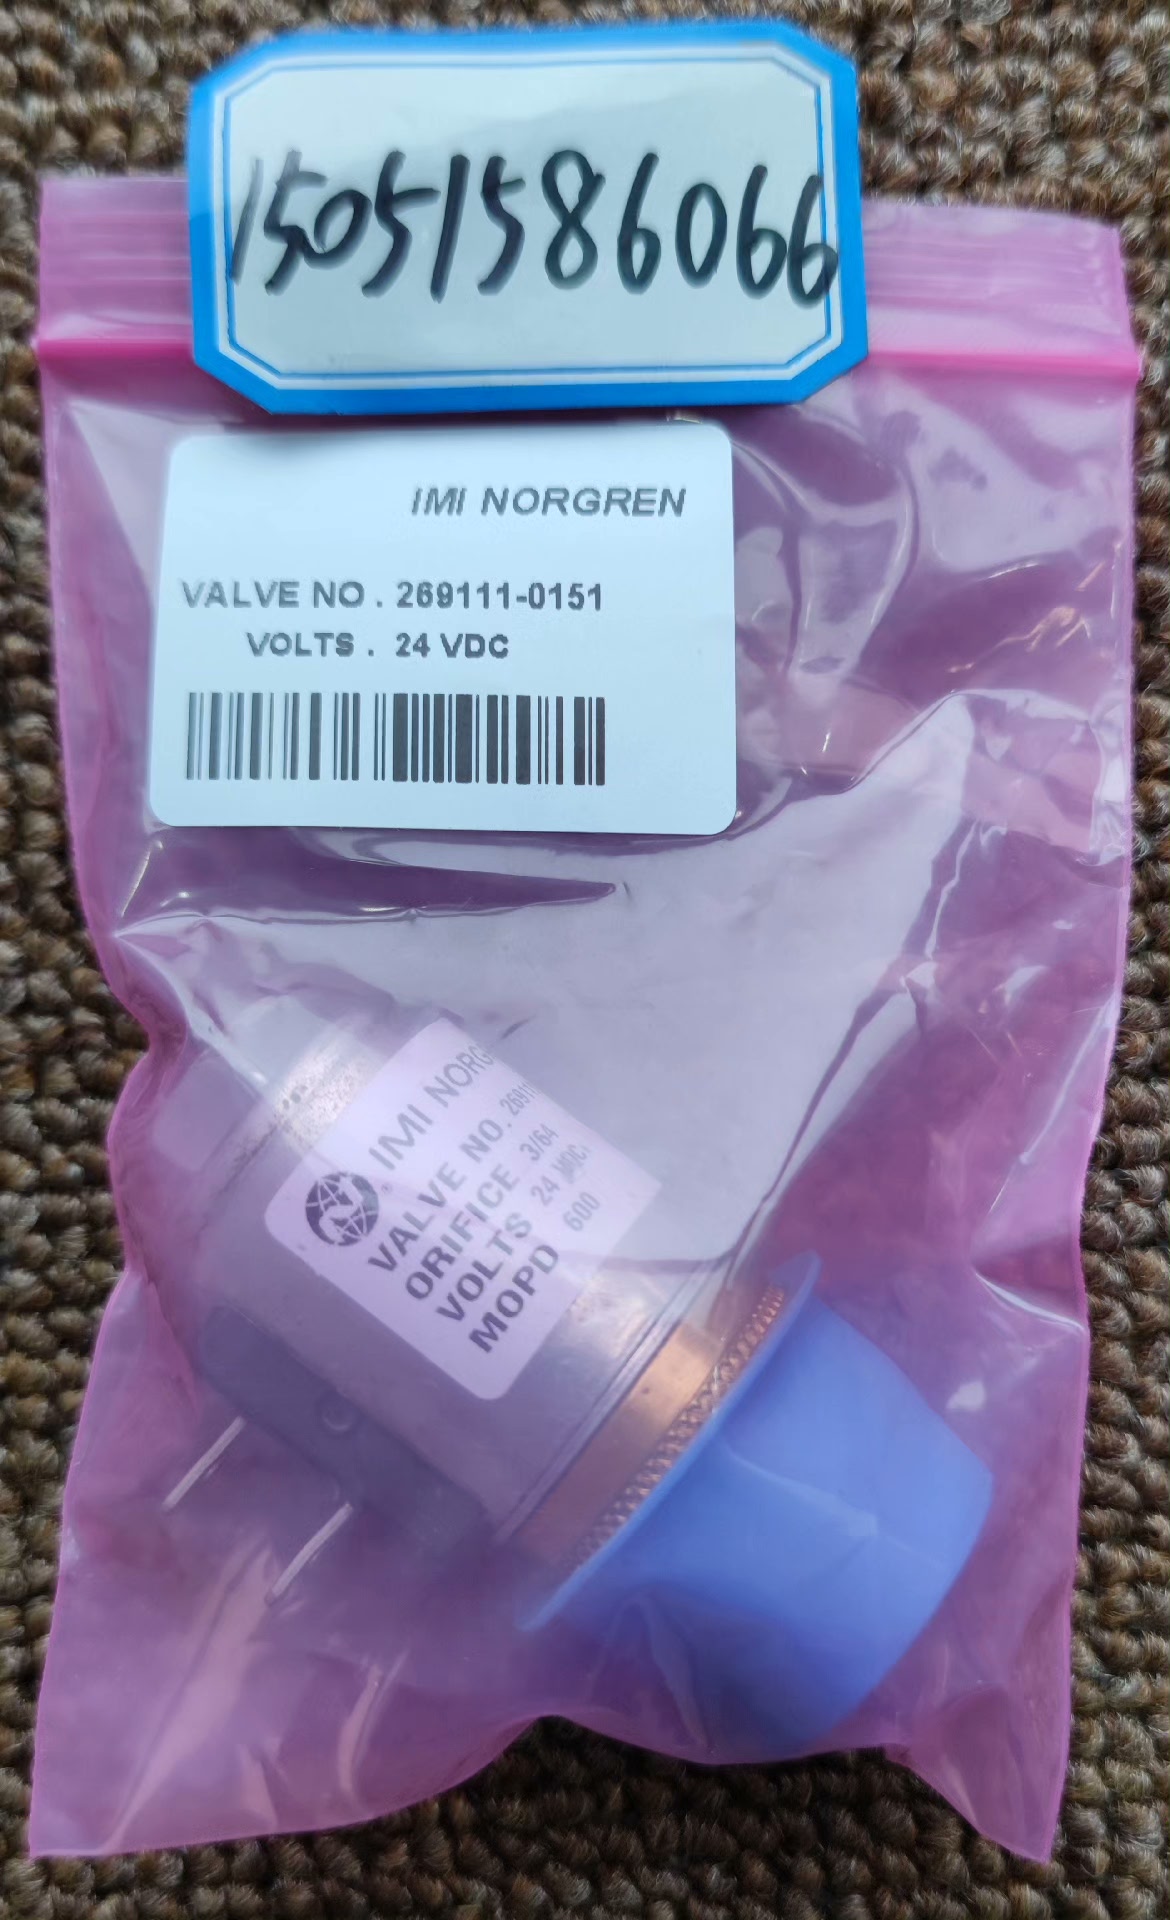 15051586066
IMI NORGREN
VALVE NO. 269111-0151
VOLTS. 24 VDC
IMI NORG
VALVE NO. 26911
ORIFICE 3/64
VOLTS 24 VDC
MOPD 600